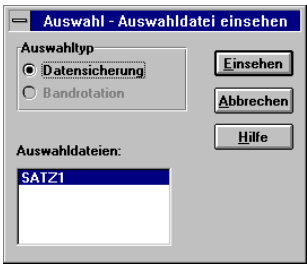 Auswahl - Auswahldatei einsehen
Auswahltyp
Datensicherung
Bandrotation
Einsehen
Abbrechen
Hilfe
Auswahldateien:
SATZ1